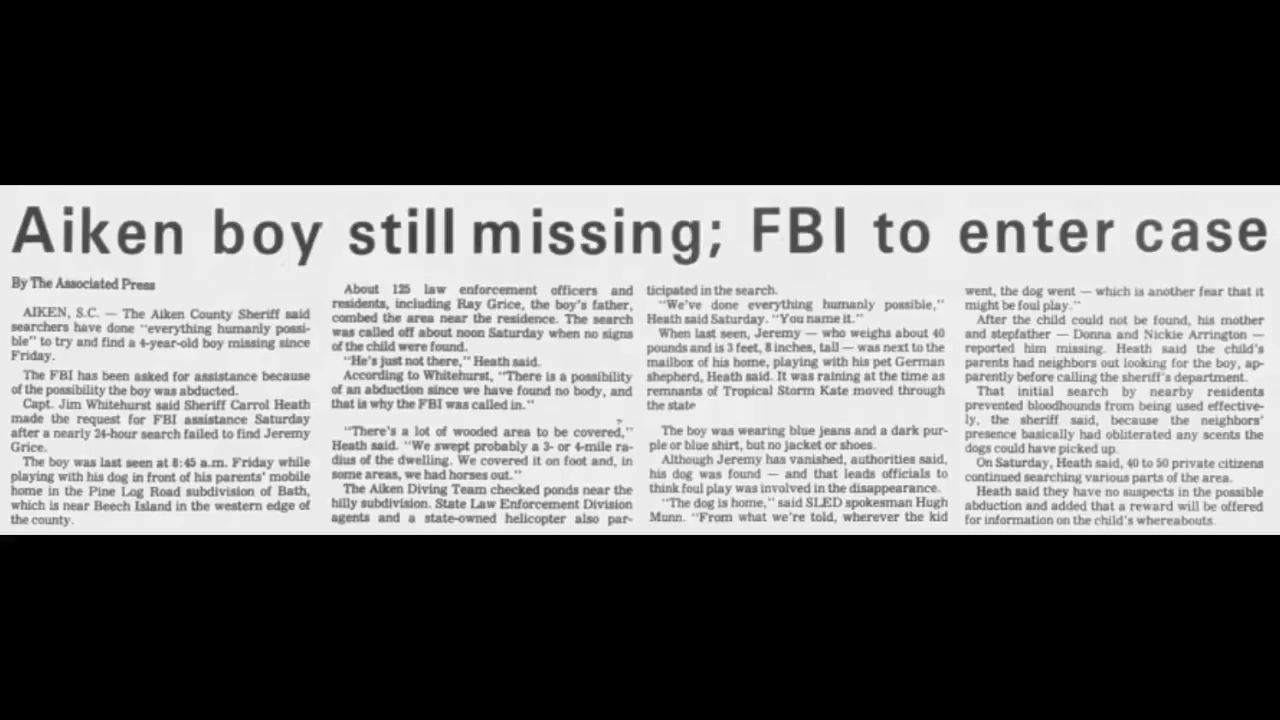 Aiken boy still missing; FBI to enter case
By The Associated Press
AIKEN, S.C. — The Aiken County Sheriff said
searchers have done "everything humanly possi-
ble" to try and find a 4-year-old boy missing since
Friday.
The FBI has been asked for assistance because
of the possibility the boy was abducted.
Capt. Jim Whitehurst said Sheriff Carrol Heath
made the request for FBI assistance Saturday
after a nearly 24-hour search failed to find Jeremy
Grice.
The boy was last seen at 8:45 a.m. Friday while
playing with his dog in front of his parents' mobile
home in the Pine Log Road subdivision of Bath,
which is near Beech Island in the western edge of
the county.
About 125 law enforcement officers and
residents, including Ray Grice, the boy's father,
combed the area near the residence. The search
was called off about noon Saturday when no signs
of the child were found.
"He's just not there," Heath said.
According to Whitehurst, "There is a possibility
of an abduction since we have found no body, and
that is why the FBI was called in."
"There's a lot of wooded area to be covered,"
Heath said. "We swept probably a 3- or 4-mile ra-
dius of the dwelling. We covered it on foot and, in
some areas, we had horses out."
The Aiken Diving Team checked ponds near the
hilly subdivision. State Law Enforcement Division
agents and a state-owned helicopter also par-
ticipated in the search.
"We've done everything humanly possible,"
Heath said Saturday. "You name it."
When last seen, Jeremy — who weighs about 40
pounds and is 3 feet, 8 inches, tall — was next to the
mailbox of his home, playing with his pet German
shepherd, Heath said. It was raining at the time as
remnants of Tropical Storm Kate moved through
the state
The boy was wearing blue jeans and a dark pur-
ple or blue shirt, but no jacket or shoes.
Although Jeremy has vanished, authorities said,
his dog was found — and that leads officials to
think foul play was involved in the disappearance.
"The dog is home," said SLED spokesman Hugh
Munn. "From what we're told, wherever the kid
went, the dog went — which is another fear that it
might be foul play."
After the child could not be found, his mother
and stepfather — Donna and Nickie Arrington —
reported him missing. Heath said the child's
parents had neighbors out looking for the boy, ap-
parently before calling the sheriff's department.
That initial search by nearby residents
prevented bloodhounds from being used effective-
ly, the sheriff said, because the neighbors'
presence basically had obliterated any scents the
dogs could have picked up.
On Saturday, Heath said, 40 to 50 private citizens
continued searching various parts of the area.
Heath said they have no suspects in the possible
abduction and added that a reward will be offered
for information on the child's whereabouts.